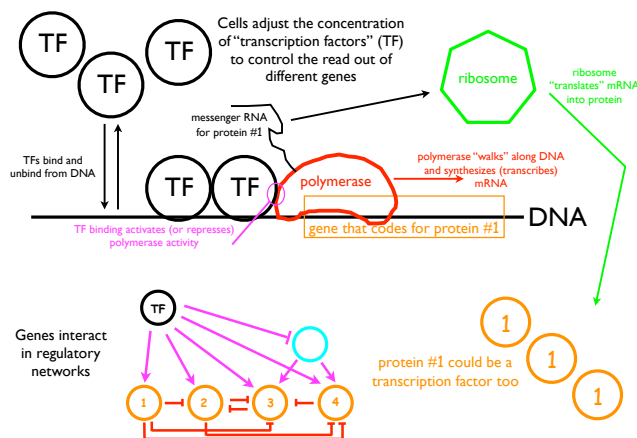 Cells adjust the concentration
of "transcription factors" (TF)
to control the read out of
different genes
TF
TF
TF
ribosome
ribosome
"translates" mRNA
into protein
messenger RNA
for protein #1
TFs bind and
unbind from DNA
TF
TF
polymerase
polymerase "walks" along DNA
and synthesizes (transcribes)
mRNA
DNA
TF binding activates (or represses)
polymerase activity
gene that codes for protein #1
TF
Genes interact
in regulatory
networks
1
2
3
4
protein #1 could be a
transcription factor too
1
1
1